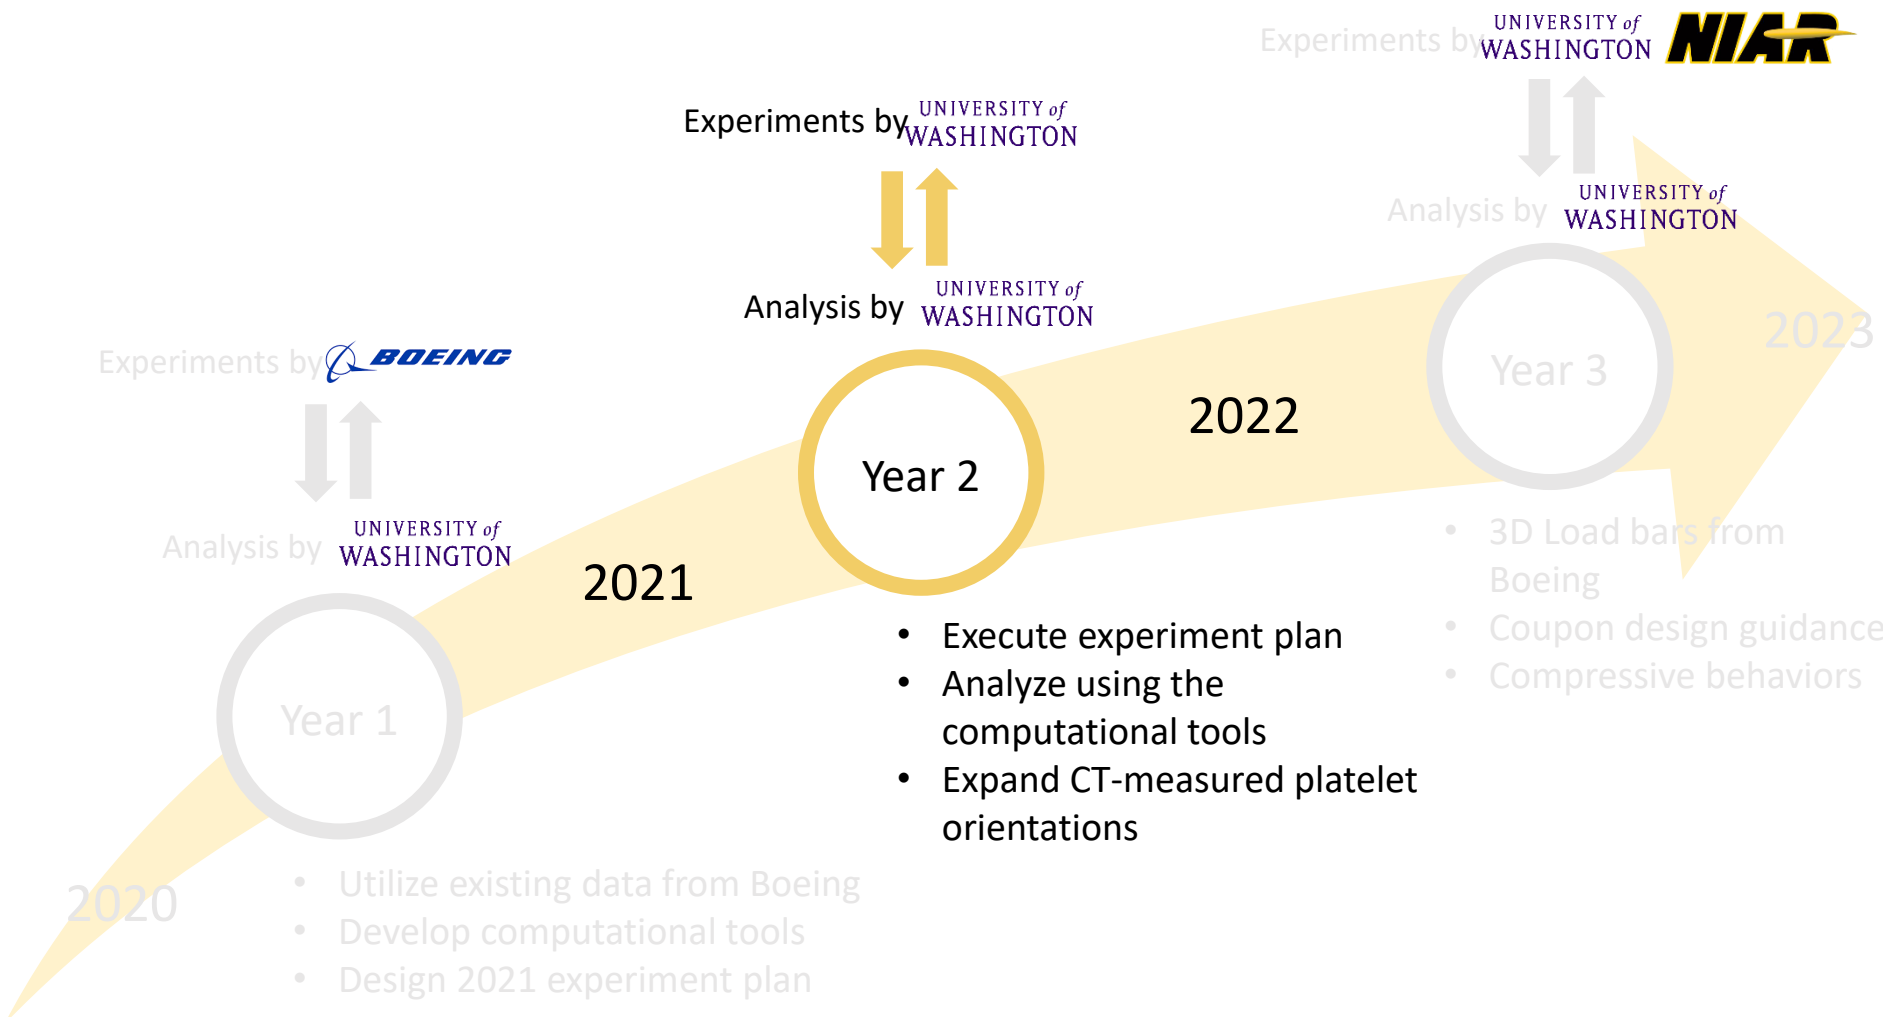 Experiments by UNIVERSITY of
WASHINGTON
NIAR
Analysis by UNIVERSITY of
WASHINGTON
Year 3
2023
• 3D Load bars from
Boeing
• Coupon design guidance
• Compressive behaviors
Experiments by UNIVERSITY of
WASHINGTON
Analysis by UNIVERSITY of
WASHINGTON
Year 2
2022
• Execute experiment plan
• Analyze using the
computational tools
• Expand CT-measured platelet
orientations
Experiments by BOEING
Analysis by UNIVERSITY of
WASHINGTON
2021
Year 1
2020
• Utilize existing data from Boeing
• Develop computational tools
• Design 2021 experiment plan